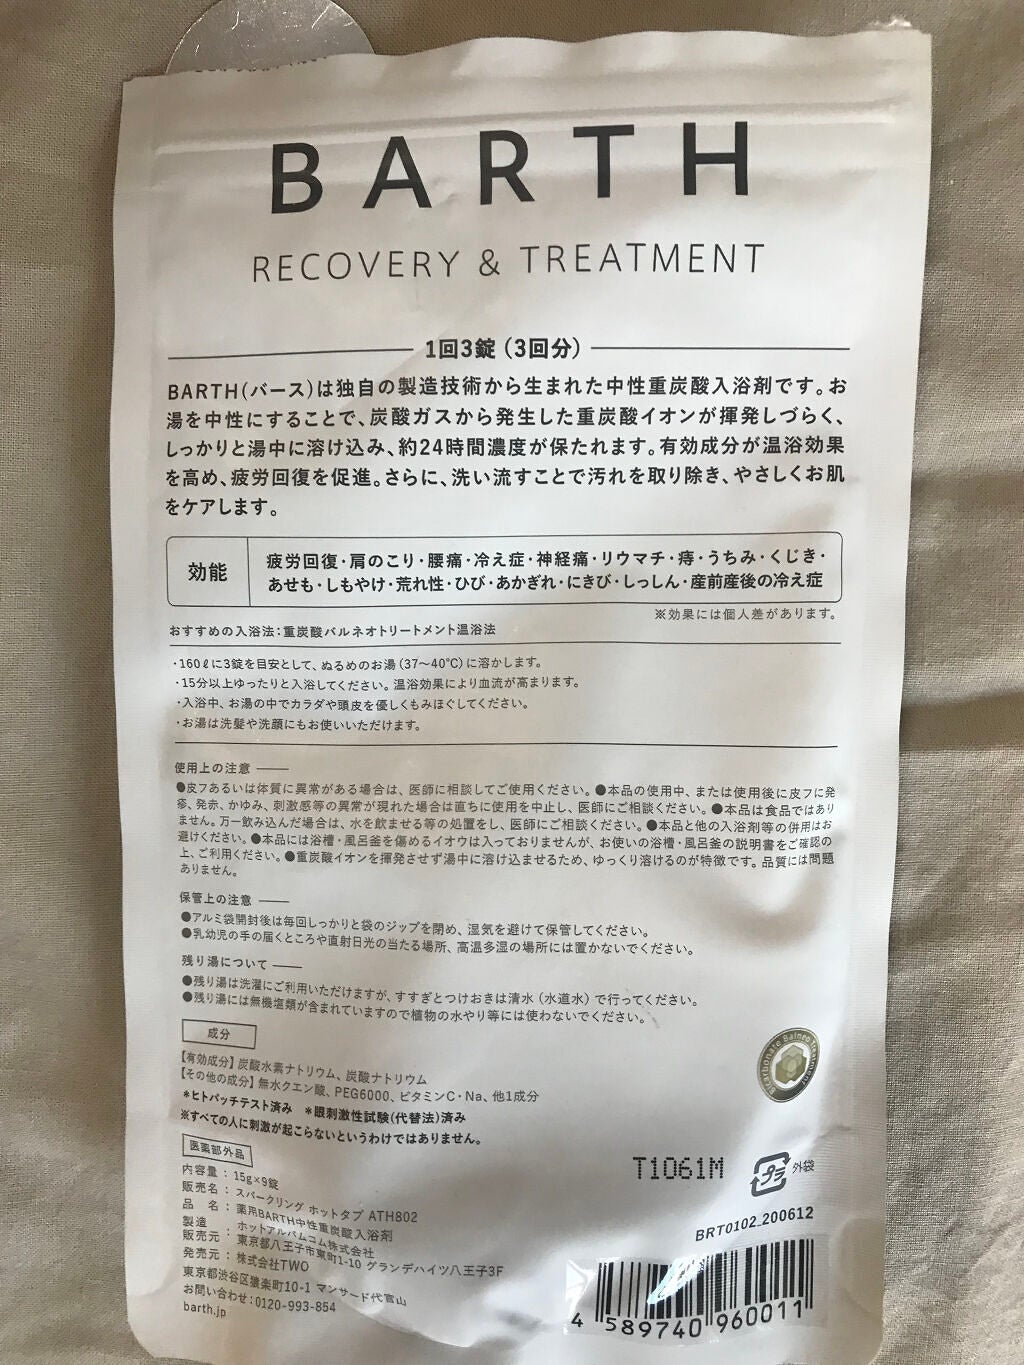 BARTH
RECOVERY & TREATMENT
1回3錠（3回分）
BARTH(バース)は独自の製造技術から生まれた中性重炭酸入浴剤です。お
湯を中性にすることで、炭酸ガスから発生した重炭酸イオンが揮発しづらく、
しっかりと湯中に溶け込み、約24時間濃度が保たれます。有効成分が温浴効果
を高め、疲労回復を促進。さらに、洗い流すことで汚れを取り除き、やさしくお肌
をケアします。
効能
疲労回復・肩のこり・腰痛・冷え症・神経痛・リウマチ・痔・うちみ・くじき・
あせも・しもやけ・荒れ性・ひび・あかぎれ・にきび・しっしん・産前産後の冷え症
※効果には個人差があります。
おすすめの入浴法：重炭酸バルネオトリートメント温浴法
・160ℓに3錠を目安として、ぬるめのお湯（37〜40℃）に溶かします。
・15分以上ゆったりと入浴してください。温浴効果により血流が高まります。
・入浴中、お湯の中でカラダや頭皮を優しくもみほぐしてください。
・お湯は洗髪や洗顔にもお使いいただけます。
使用上の注意
●皮フあるいは体質に異常がある場合は、医師に相談してご使用ください。●本品の使用中、または使用後に皮フに発
疹、発赤、かゆみ、刺激感等の異常が現れた場合は直ちに使用を中止し、医師にご相談ください。●本品は食品ではあり
ません。万一飲み込んだ場合は、水を飲ませる等の処置をし、医師にご相談ください。●本品と他の入浴剤等の併用はお
避けください。●本品には浴槽・風呂釜を傷めるイオウは入っておりませんが、お使いの浴槽・風呂釜の説明書をご確認の
上、ご利用ください。●重炭酸イオンを揮発させず湯中に溶け込ませるため、ゆっくり溶けるのが特徴です。品質には問題
ありません。
保管上の注意
●アルミ袋開封後は毎回しっかりと袋のジップを閉め、湿気を避けて保管してください。
●乳幼児の手の届くところや直射日光の当たる場所、高温多湿の場所には置かないでください。
残り湯について
●残り湯は洗濯にご利用いただけますが、すすぎとつけおきは清水（水道水）で行ってください。
●残り湯には無機塩類が含まれていますので植物の水やり等には使わないでください。
成分
【有効成分】炭酸水素ナトリウム、炭酸ナトリウム
【その他の成分】無水クエン酸、PEG6000、ビタミンC・Na、他1成分
＊ヒトパッチテスト済み　＊眼刺激性試験(代替法)済み
※すべての人に刺激が起こらないというわけではありません。
Bicarbonate Balneo Treatment
医薬部外品
内容量：15g×9錠
販売名：スパークリング ホットタブ ATH802
品　名：薬用BARTH中性重炭酸入浴剤
製造
販売元：ホットアルバムコム株式会社
東京都八王子市東町1-10 グランデハイツ八王子3F
発売元：株式会社TWO
東京都渋谷区猿楽町10-1 マンサード代官山
お問い合わせ：0120-993-854
barth.jp
T1061M
プラ
外袋
BRT0102_200612
4 589740 960011